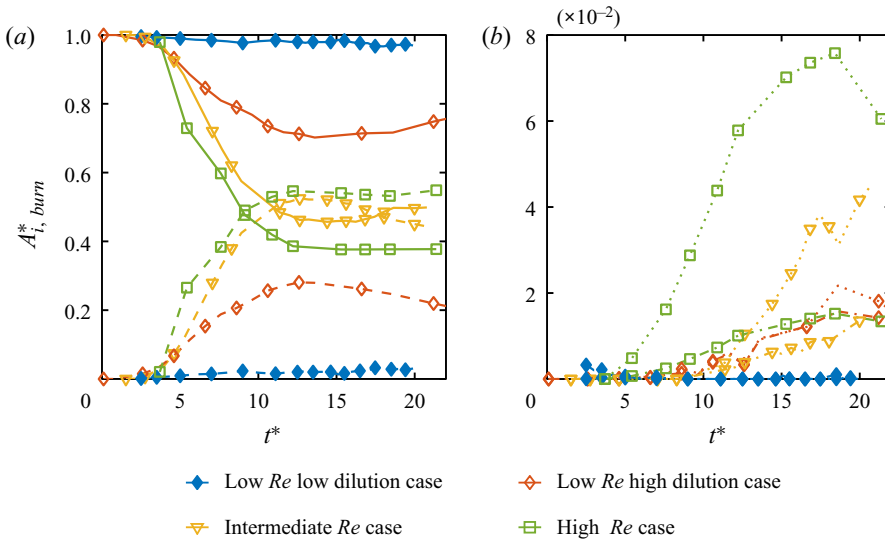 (a)
1.0
0.8
0.6
0.4
0.2
0
5
10
15
20
A*i, burn
t*
(b)
(×10−2)
8
6
4
2
0
5
10
15
20
t*
Low Re low dilution case
Low Re high dilution case
Intermediate Re case
High Re case